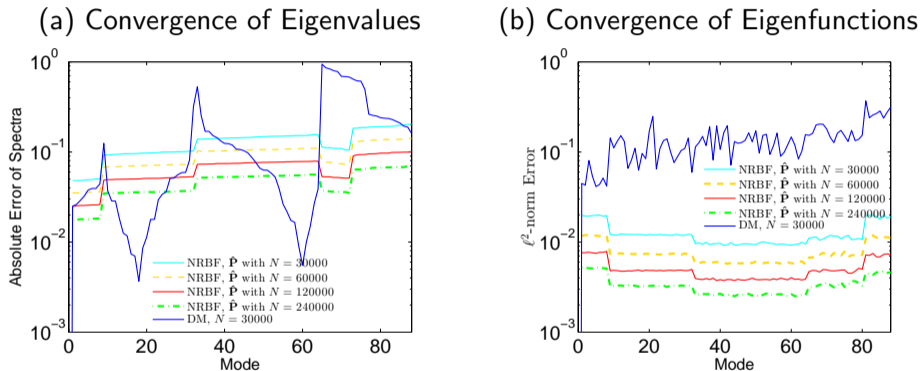 (a) Convergence of Eigenvalues
Absolute Error of Spectra
10^0
10^-1
10^-2
10^-3
NRBF, P̂ with N = 30000
NRBF, P̂ with N = 60000
NRBF, P̂ with N = 120000
NRBF, P̂ with N = 240000
DM, N = 30000
0 20 40 60 80
Mode
(b) Convergence of Eigenfunctions
ℓ²-norm Error
10^0
10^-1
10^-2
10^-3
NRBF, P̂ with N = 30000
NRBF, P̂ with N = 60000
NRBF, P̂ with N = 120000
NRBF, P̂ with N = 240000
DM, N = 30000
0 20 40 60 80
Mode